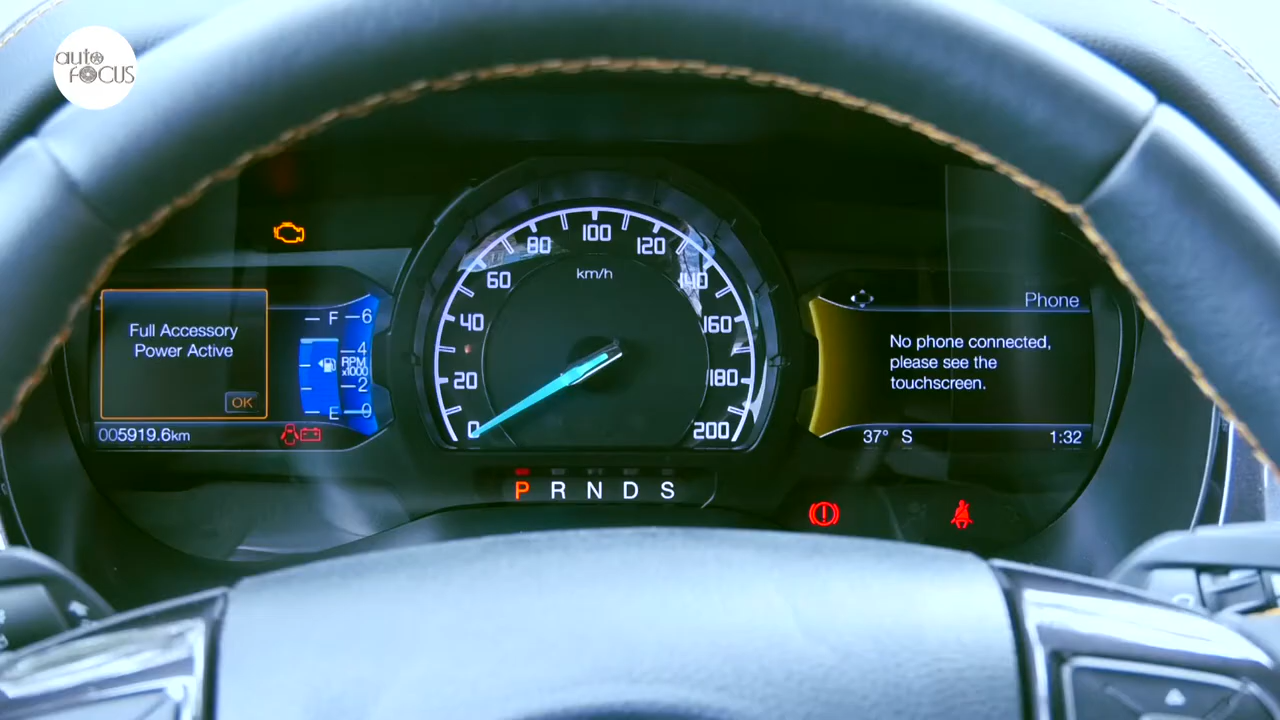 auto
FOCUS
Full Accessory
Power Active
OK
005919.6km
F
E
6
4
RPM
x1000
2
0
0
20
40
60
80
100
120
140
160
180
200
km/h
P R N D S
Phone
No phone connected,
please see the
touchscreen.
37° S 1:32